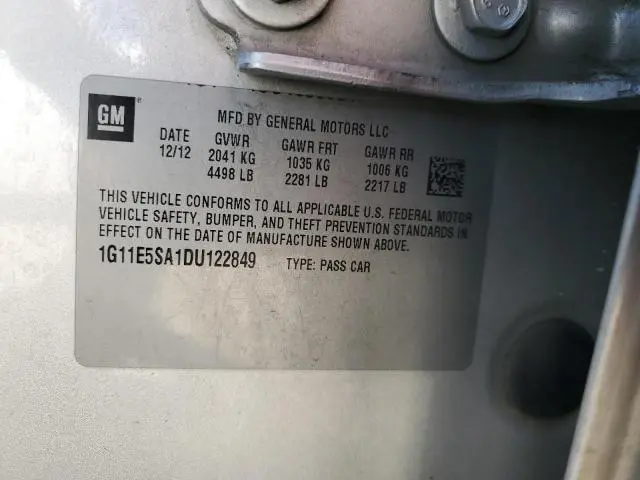 GM ®
MFD BY GENERAL MOTORS LLC
DATE GVWR GAWR FRT GAWR RR
12/12 2041 KG 1035 KG 1006 KG
4498 LB 2281 LB 2217 LB
THIS VEHICLE CONFORMS TO ALL APPLICABLE U.S. FEDERAL MOTOR
VEHICLE SAFETY, BUMPER, AND THEFT PREVENTION STANDARDS IN
EFFECT ON THE DATE OF MANUFACTURE SHOWN ABOVE.
1G11E5SA1DU122849 TYPE: PASS CAR